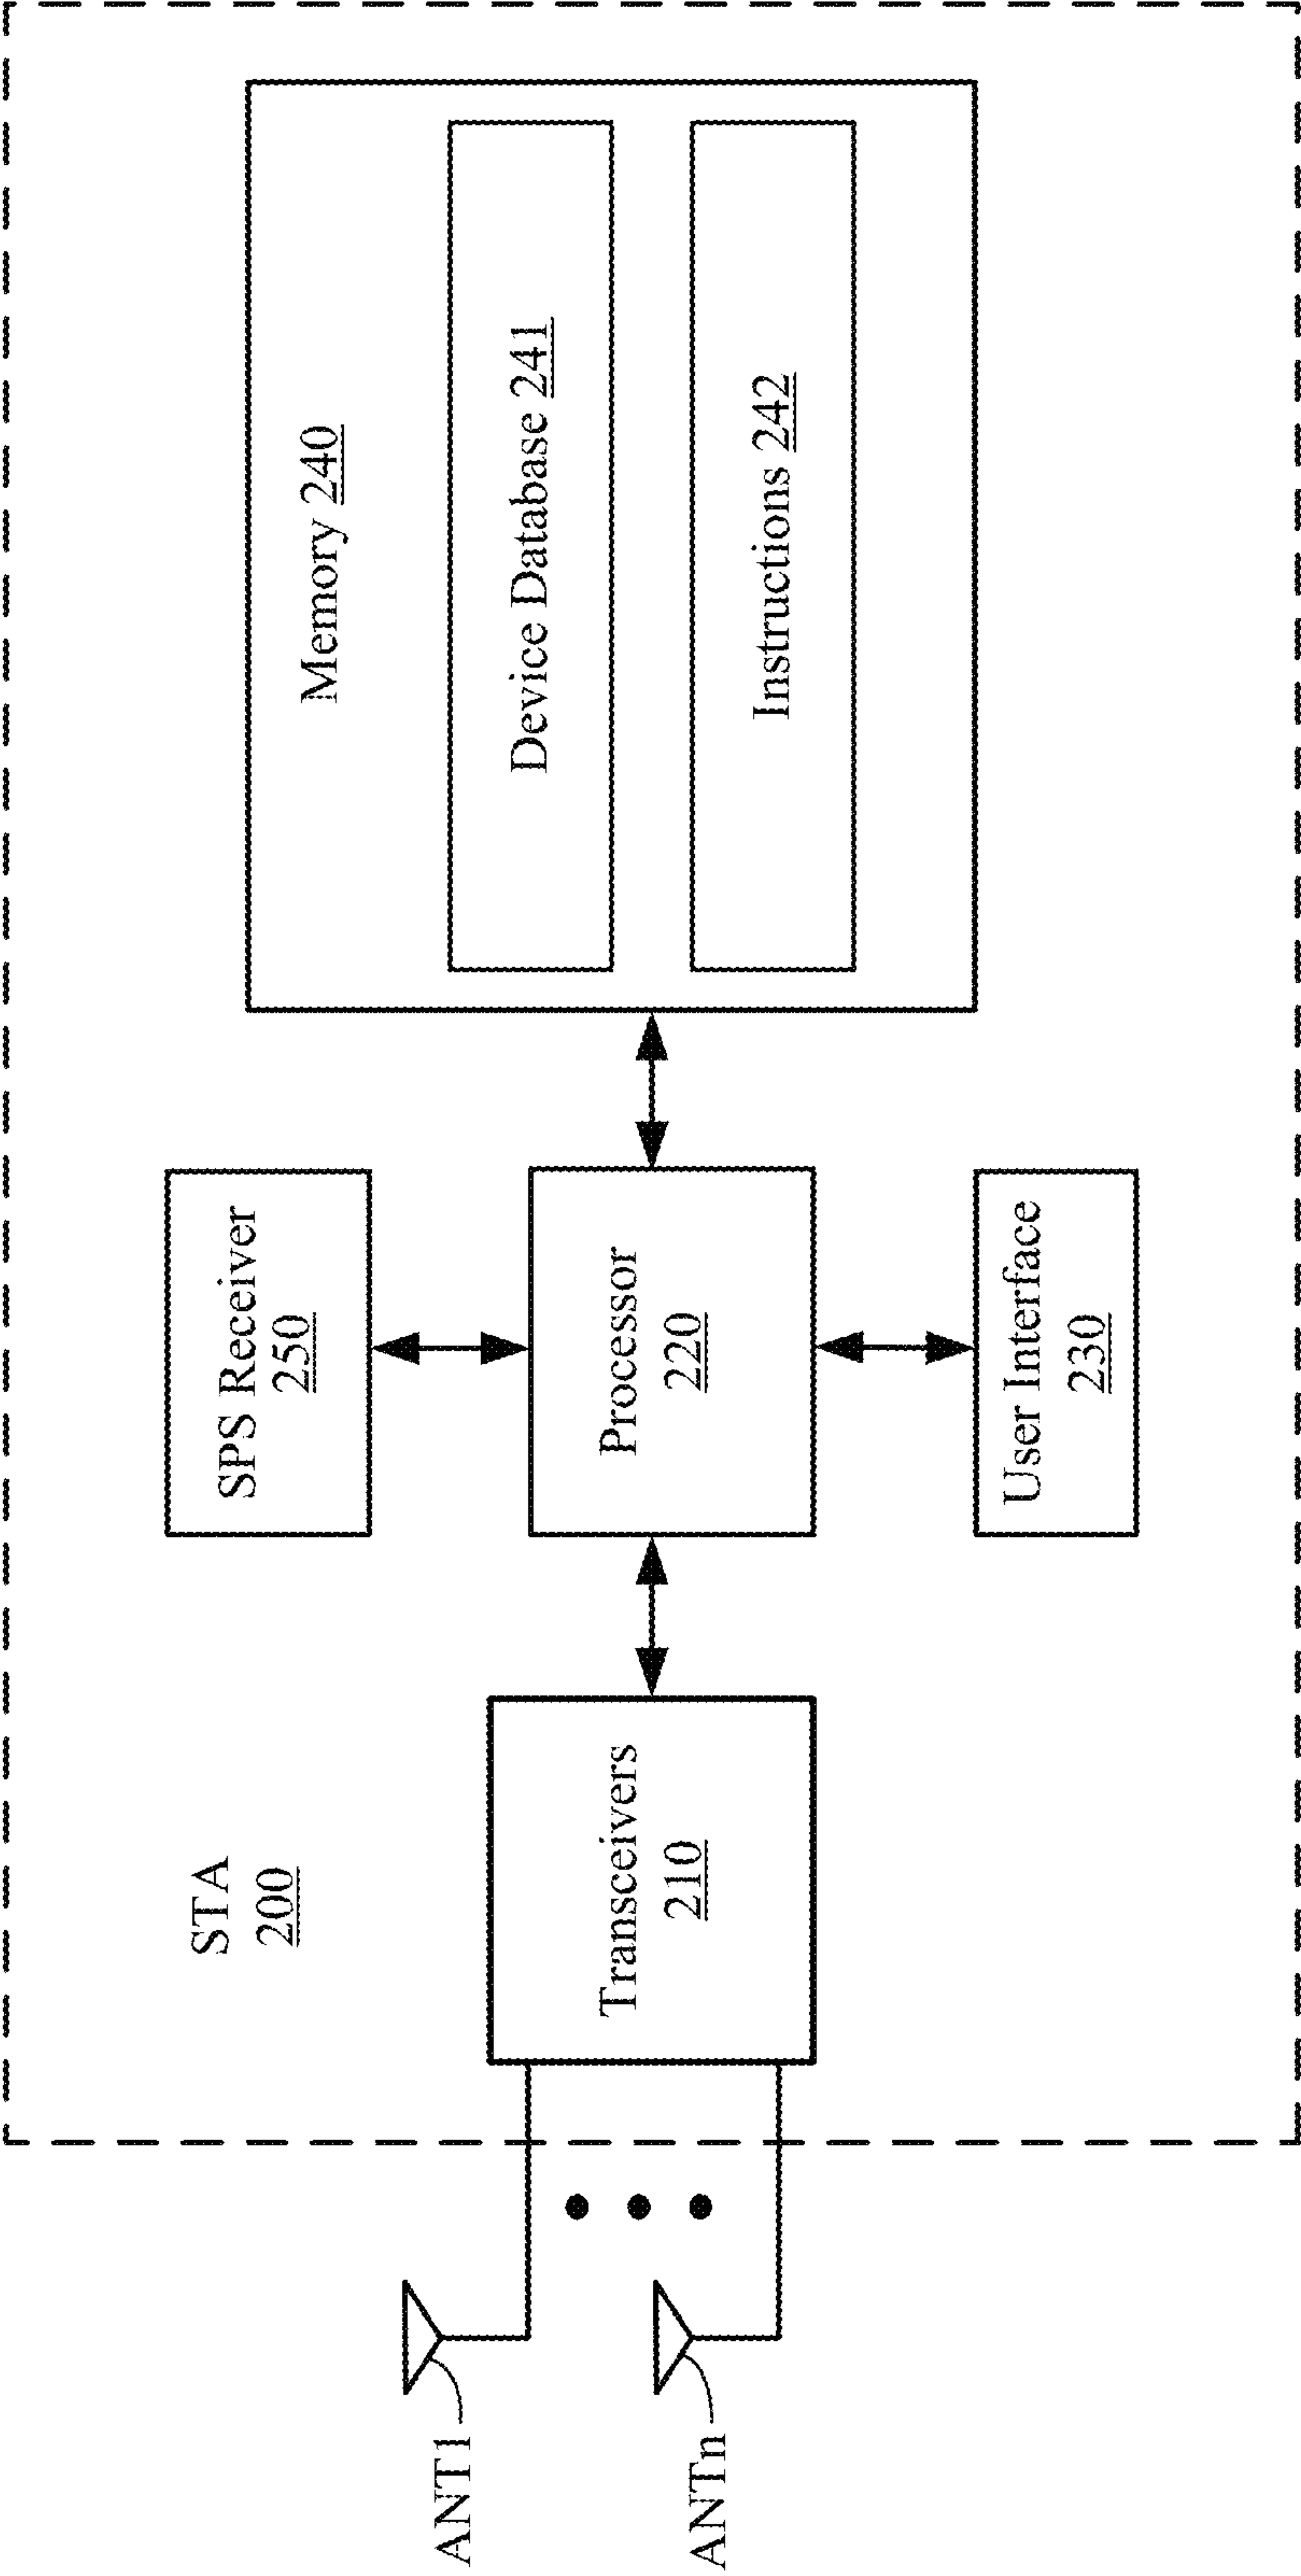 STA
200
ANT1
ANTn
Transceivers
210
SPS Receiver
250
Processor
220
User Interface
230
Memory 240
Device Database 241
Instructions 242